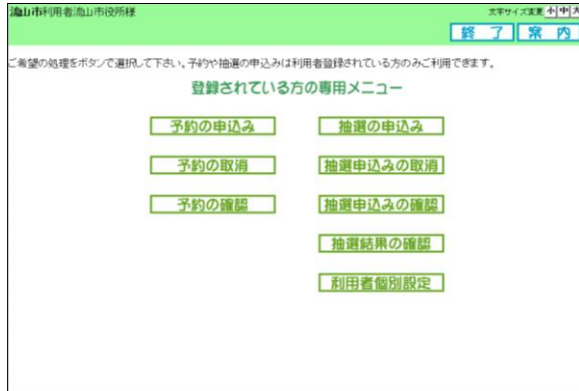 流山市利用者流山市役所様
文字サイズ変更 小 中 大
終了 案内
ご希望の処理をボタンで選択して下さい。予約や抽選の申込みは利用者登録されている方のみご利用できます。
登録されている方の専用メニュー
予約の申込み 抽選の申込み
予約の取消 抽選申込みの取消
予約の確認 抽選申込みの確認
抽選結果の確認
利用者個別設定